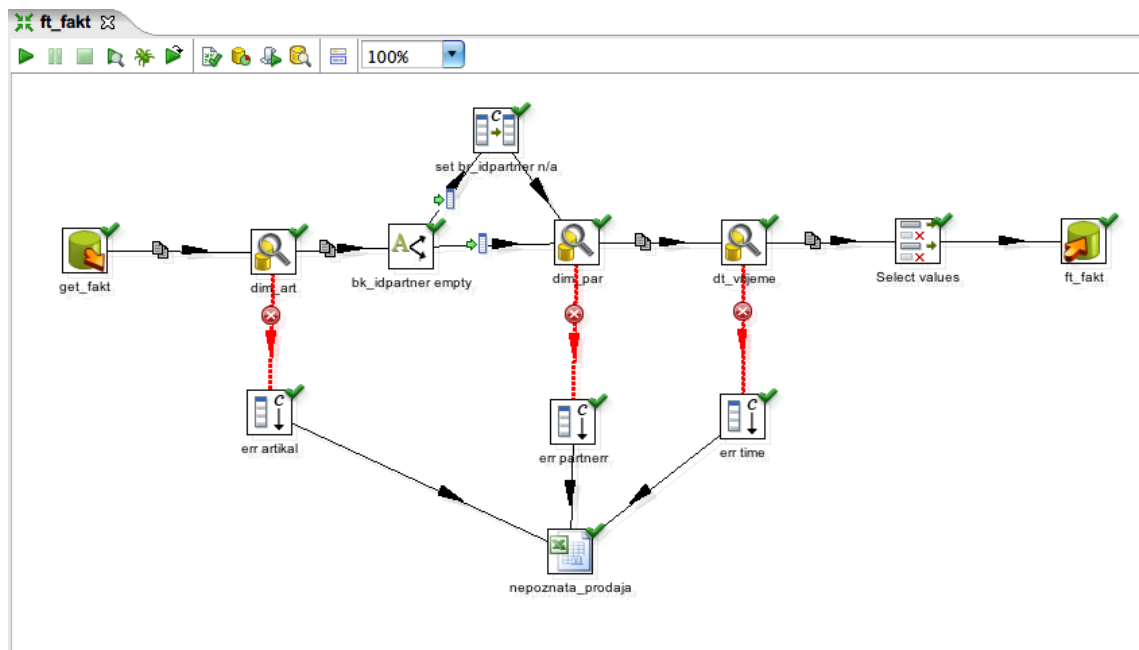 ft_fakt
100%
set br_idpartner n/a
get_fakt
dim_art
bk_idpartner empty
dim_par
dt_vrijeme
Select values
ft_fakt
err artikal
err partnerr
err time
nepoznata_prodaja